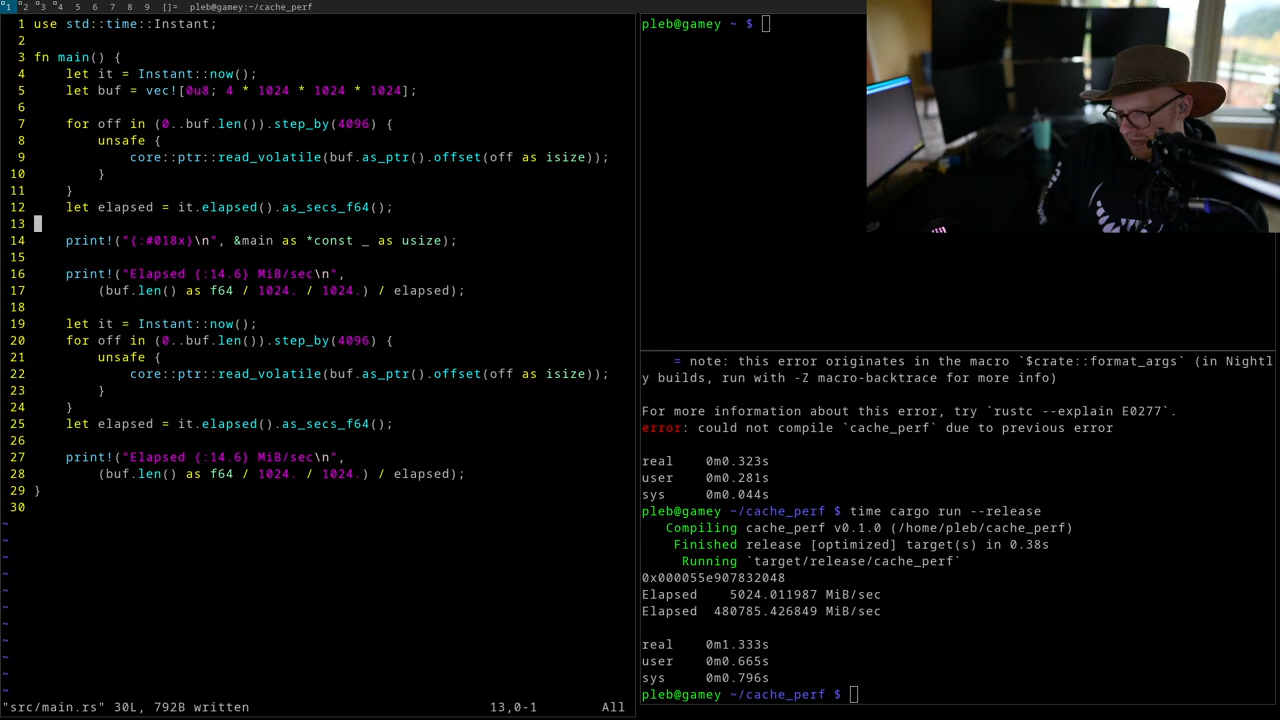 1 2 3 4 5 6 7 8 9 []= pleb@gamey:~/cache_perf
1 use std::time::Instant;
2
3 fn main() {
4     let it = Instant::now();
5     let buf = vec![0u8; 4 * 1024 * 1024 * 1024];
6
7     for off in (0..buf.len()).step_by(4096) {
8         unsafe {
9             core::ptr::read_volatile(buf.as_ptr().offset(off as isize));
10         }
11     }
12     let elapsed = it.elapsed().as_secs_f64();
13
14     print!("{:#018x}\n", &main as *const _ as usize);
15
16     print!("Elapsed {:14.6} MiB/sec\n",
17         (buf.len() as f64 / 1024. / 1024.) / elapsed);
18
19     let it = Instant::now();
20     for off in (0..buf.len()).step_by(4096) {
21         unsafe {
22             core::ptr::read_volatile(buf.as_ptr().offset(off as isize));
23         }
24     }
25     let elapsed = it.elapsed().as_secs_f64();
26
27     print!("Elapsed {:14.6} MiB/sec\n",
28         (buf.len() as f64 / 1024. / 1024.) / elapsed);
29 }
30
~
~
~
~
~
~
~
~
~
~
~
"src/main.rs" 30L, 792B written 13,0-1 All
pleb@gamey ~ $
= note: this error originates in the macro `$crate::format_args` (in Nightl
y builds, run with -Z macro-backtrace for more info)
For more information about this error, try `rustc --explain E0277`.
error: could not compile `cache_perf` due to previous error
real    0m0.323s
user    0m0.281s
sys     0m0.044s
pleb@gamey ~/cache_perf $ time cargo run --release
   Compiling cache_perf v0.1.0 (/home/pleb/cache_perf)
    Finished release [optimized] target(s) in 0.38s
     Running `target/release/cache_perf`
0x000055e907832048
Elapsed    5024.011987 MiB/sec
Elapsed  480785.426849 MiB/sec
real    0m1.333s
user    0m0.665s
sys     0m0.796s
pleb@gamey ~/cache_perf $